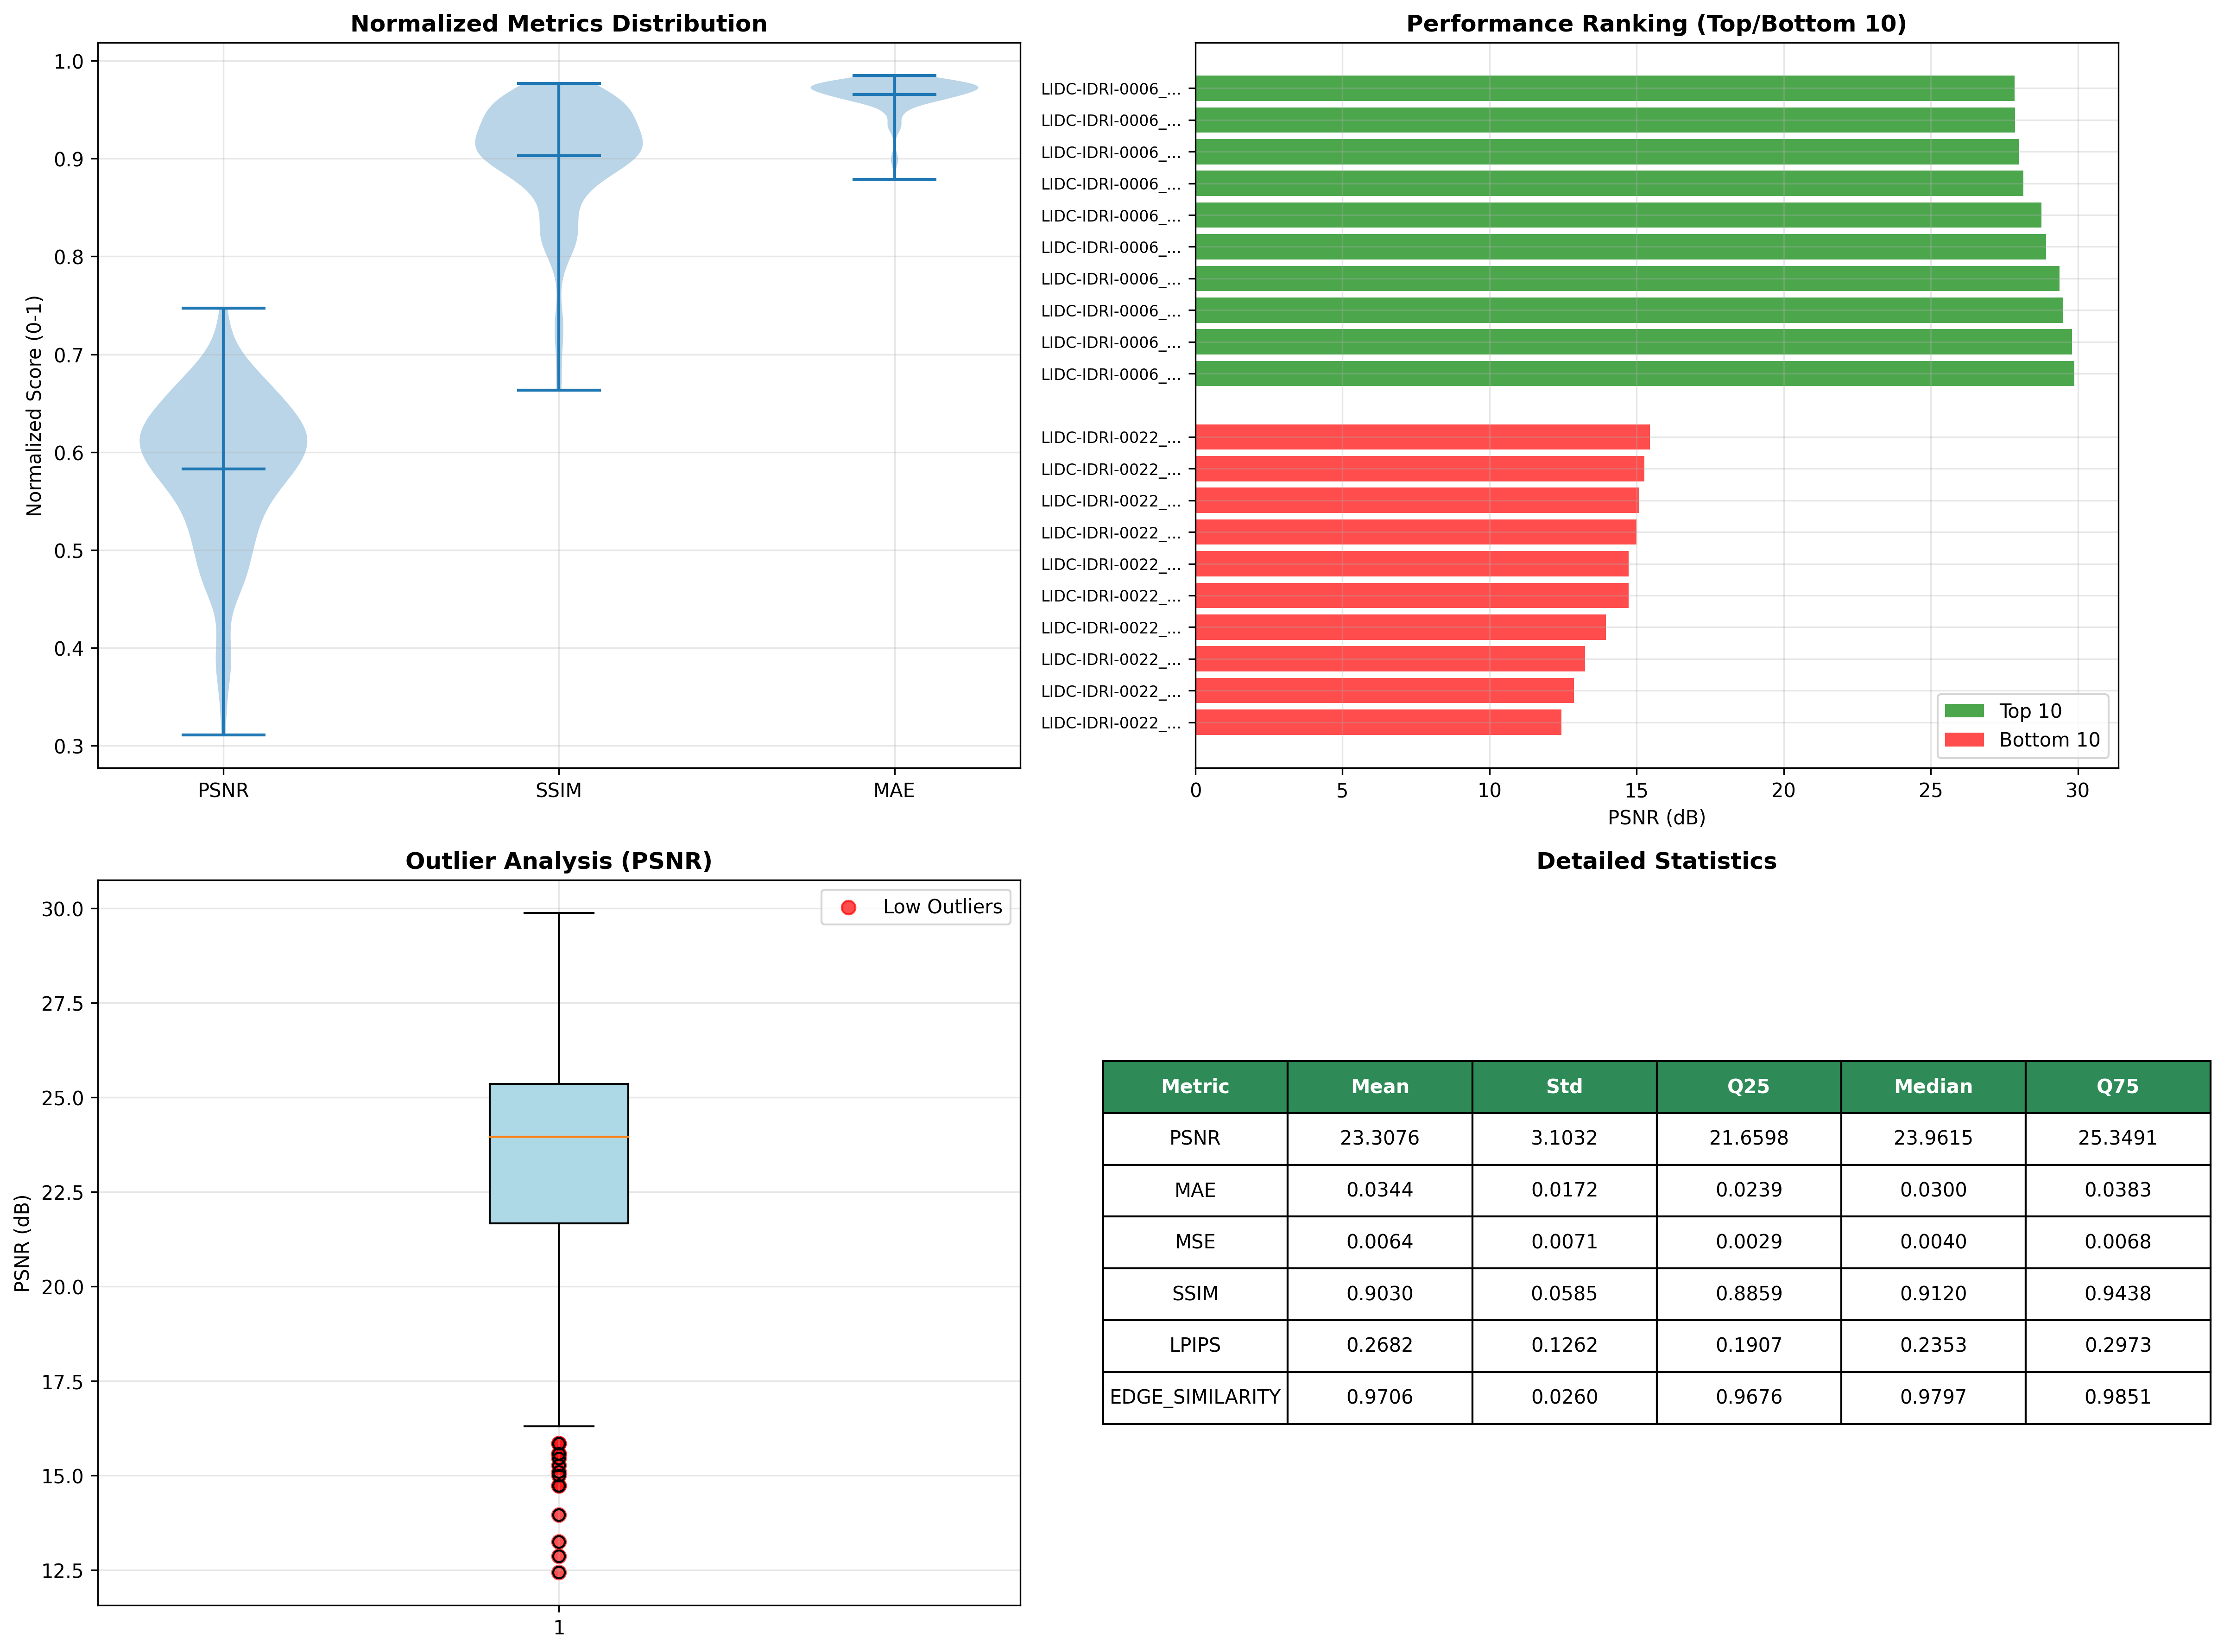 Normalized Metrics Distribution
Normalized Score (0-1)
1.0
0.9
0.8
0.7
0.6
0.5
0.4
0.3
PSNR SSIM MAE
Performance Ranking (Top/Bottom 10)
LIDC-IDRI-0006_...
LIDC-IDRI-0006_...
LIDC-IDRI-0006_...
LIDC-IDRI-0006_...
LIDC-IDRI-0006_...
LIDC-IDRI-0006_...
LIDC-IDRI-0006_...
LIDC-IDRI-0006_...
LIDC-IDRI-0006_...
LIDC-IDRI-0006_...
LIDC-IDRI-0022_...
LIDC-IDRI-0022_...
LIDC-IDRI-0022_...
LIDC-IDRI-0022_...
LIDC-IDRI-0022_...
LIDC-IDRI-0022_...
LIDC-IDRI-0022_...
LIDC-IDRI-0022_...
LIDC-IDRI-0022_...
LIDC-IDRI-0022_...
Top 10
Bottom 10
0 5 10 15 20 25 30
PSNR (dB)
Outlier Analysis (PSNR)
PSNR (dB)
Low Outliers
30.0
27.5
25.0
22.5
20.0
17.5
15.0
12.5
1
Detailed Statistics
Metric Mean Std Q25 Median Q75
PSNR 23.3076 3.1032 21.6598 23.9615 25.3491
MAE 0.0344 0.0172 0.0239 0.0300 0.0383
MSE 0.0064 0.0071 0.0029 0.0040 0.0068
SSIM 0.9030 0.0585 0.8859 0.9120 0.9438
LPIPS 0.2682 0.1262 0.1907 0.2353 0.2973
EDGE_SIMILARITY 0.9706 0.0260 0.9676 0.9797 0.9851